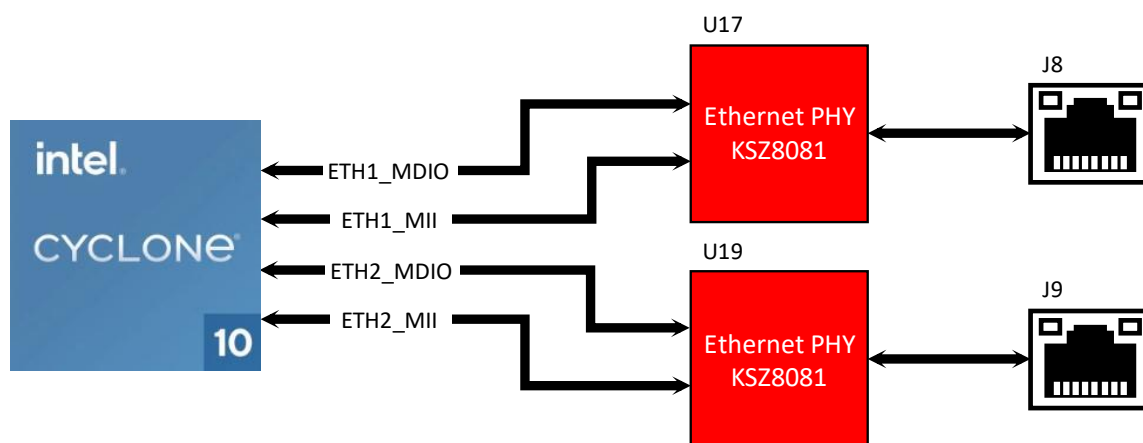 U17
J8
Ethernet PHY
KSZ8081
intel.
ETH1_MDIO
ETH1_MII
CYCLONE®
U19
ETH2_MDIO
J9
ETH2_MII
10
Ethernet PHY
KSZ8081